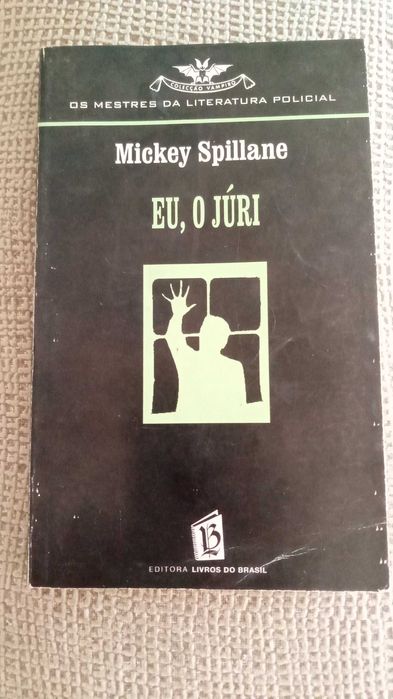 COLECÇÃO VAMPIRO
OS MESTRES DA LITERATURA POLICIAL
Mickey Spillane
EU, O JÚRI
B
EDITORA LIVROS DO BRASIL